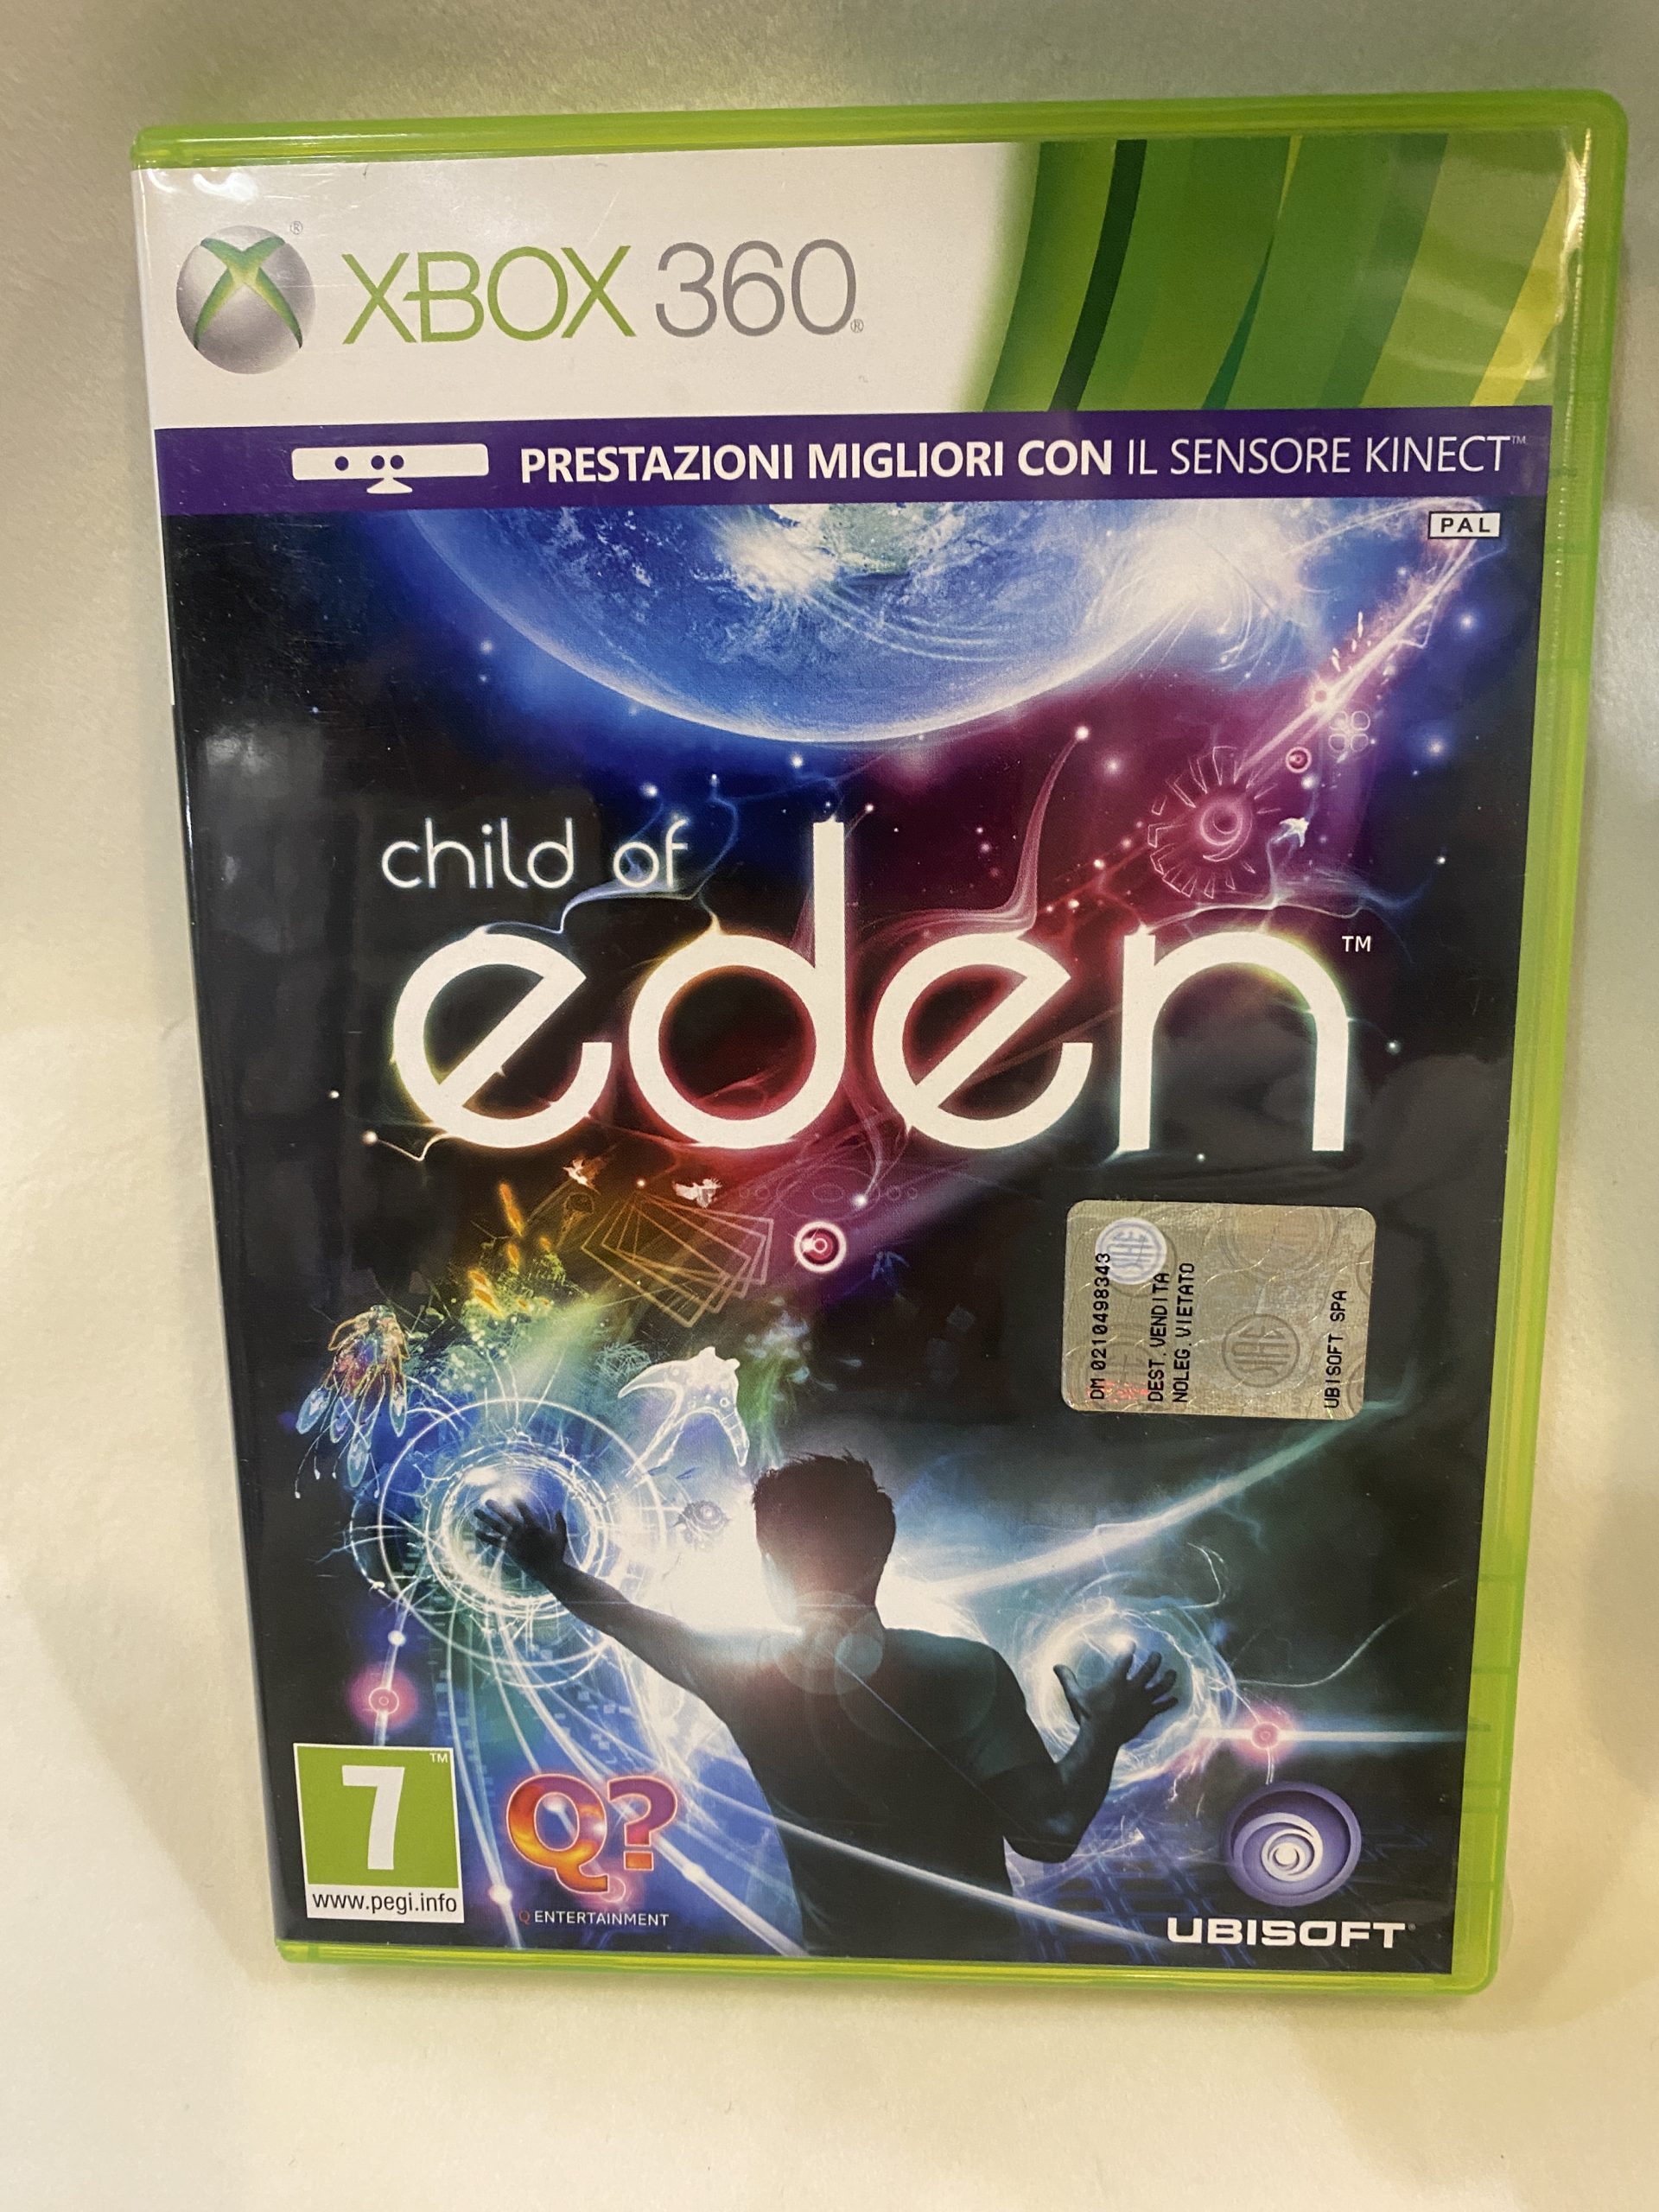 XBOX 360®
PRESTAZIONI MIGLIORI CON IL SENSORE KINECT™
PAL
child of
eden™
DM 0210498343
DEST.VENDITA
NOLEG.VIETATO
UBISOFT SPA
7™
www.pegi.info
Q?
Q ENTERTAINMENT
UBISOFT®